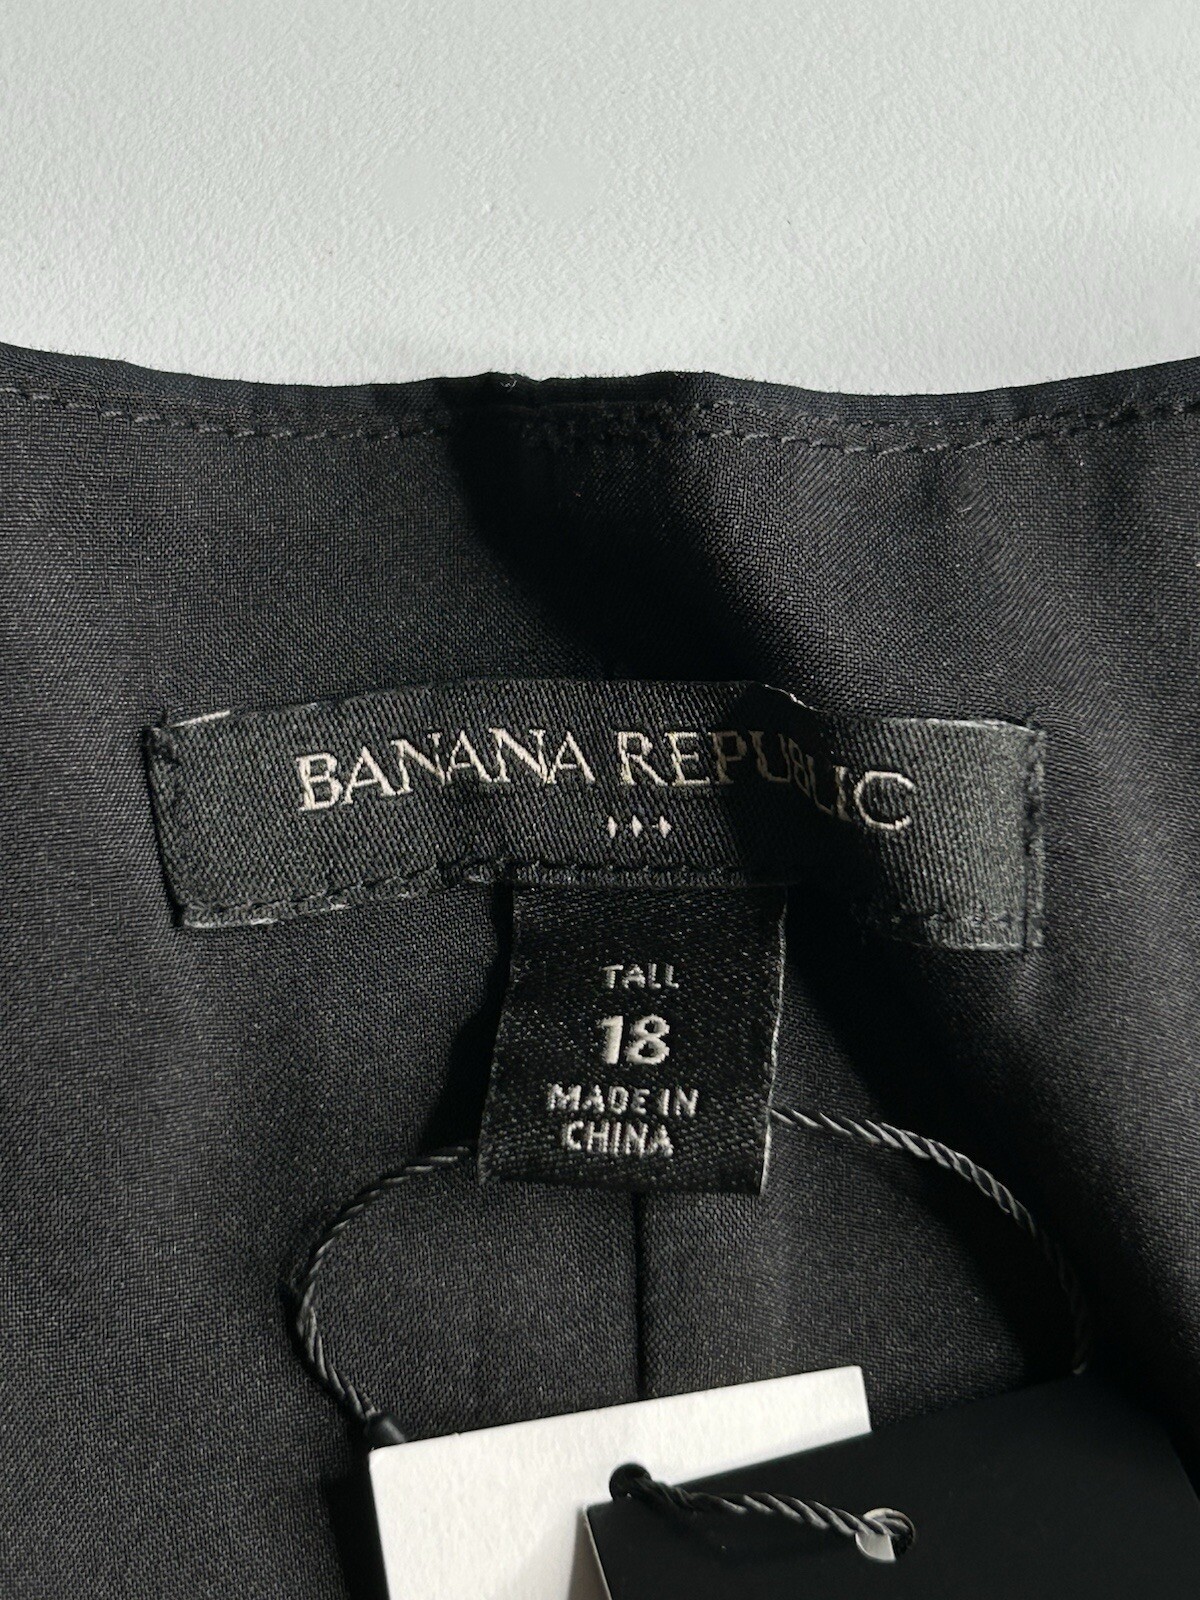 BANANA REPUBLIC
TALL
18
MADE IN
CHINA